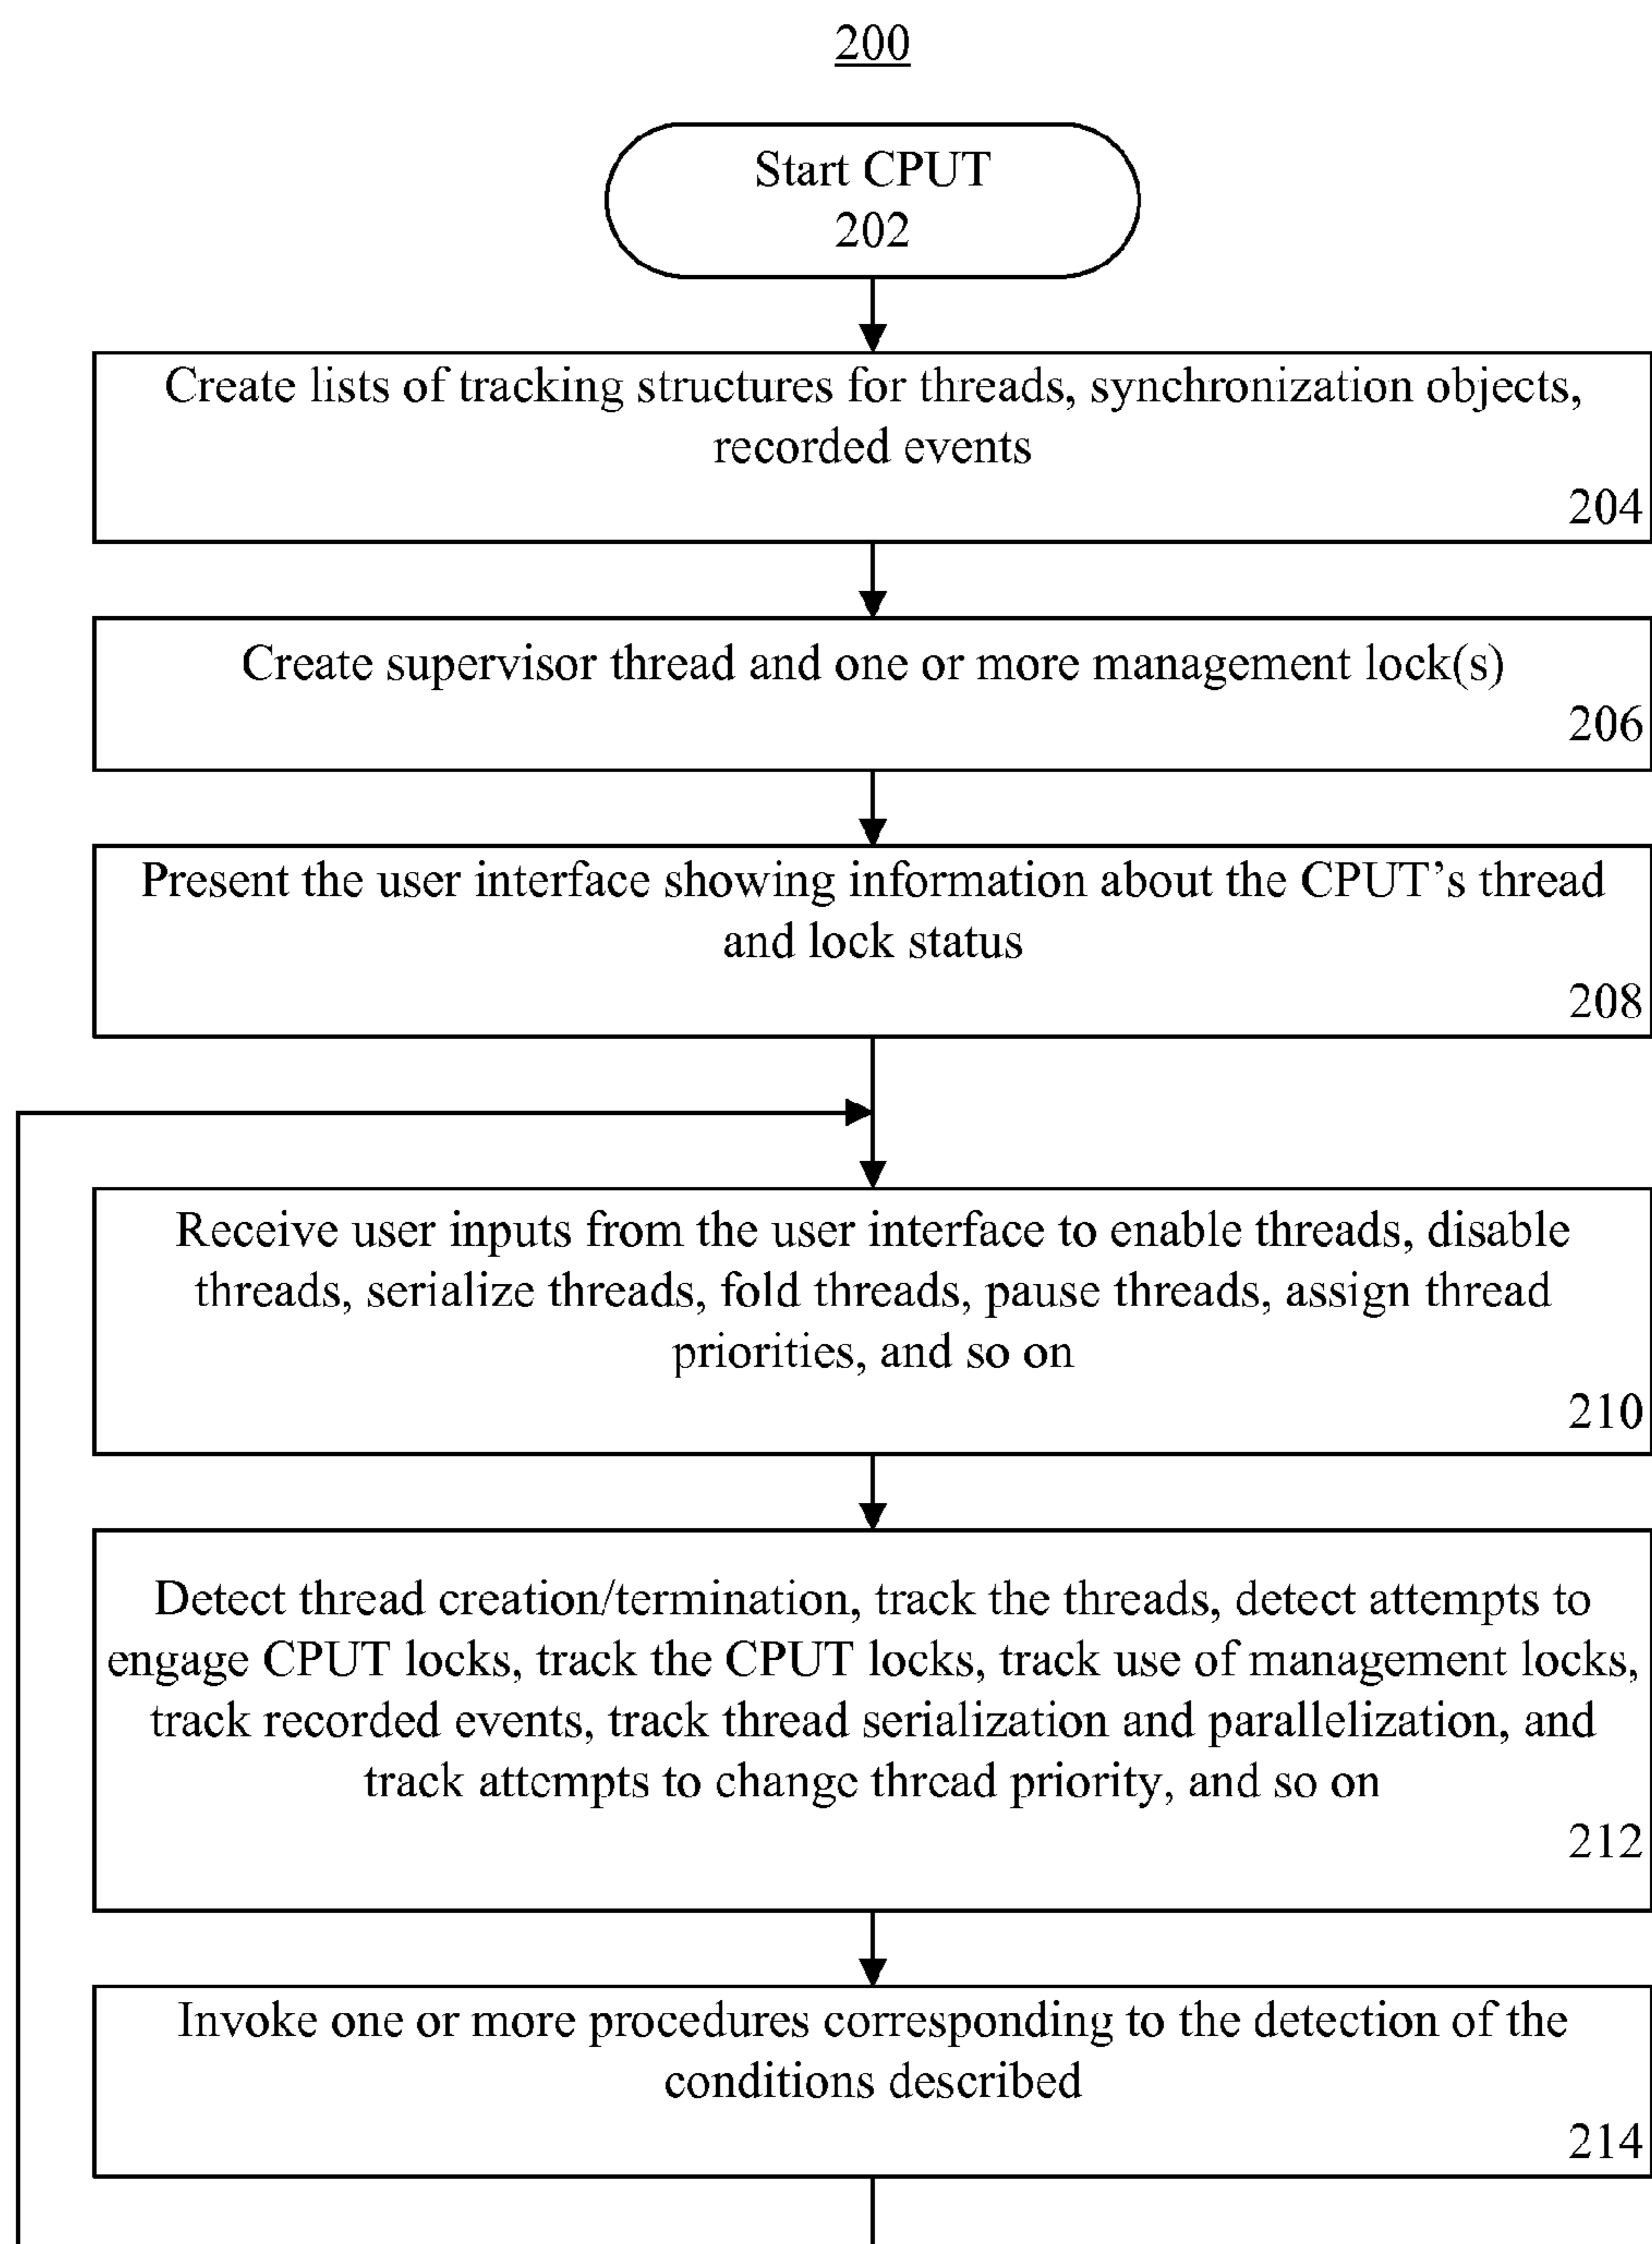 200
Start CPUT
202
Create lists of tracking structures for threads, synchronization objects,
recorded events
204
Create supervisor thread and one or more management lock(s)
206
Present the user interface showing information about the CPUT's thread
and lock status
208
Receive user inputs from the user interface to enable threads, disable
threads, serialize threads, fold threads, pause threads, assign thread
priorities, and so on
210
Detect thread creation/termination, track the threads, detect attempts to
engage CPUT locks, track the CPUT locks, track use of management locks,
track recorded events, track thread serialization and parallelization, and
track attempts to change thread priority, and so on
212
Invoke one or more procedures corresponding to the detection of the
conditions described
214